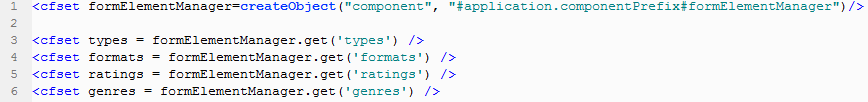 1 <cfset formElementManager=createObject("component", "#application.componentPrefix#formElementManager")/>
2
3 <cfset types = formElementManager.get('types') />
4 <cfset formats = formElementManager.get('formats') />
5 <cfset ratings = formElementManager.get('ratings') />
6 <cfset genres = formElementManager.get('genres') />